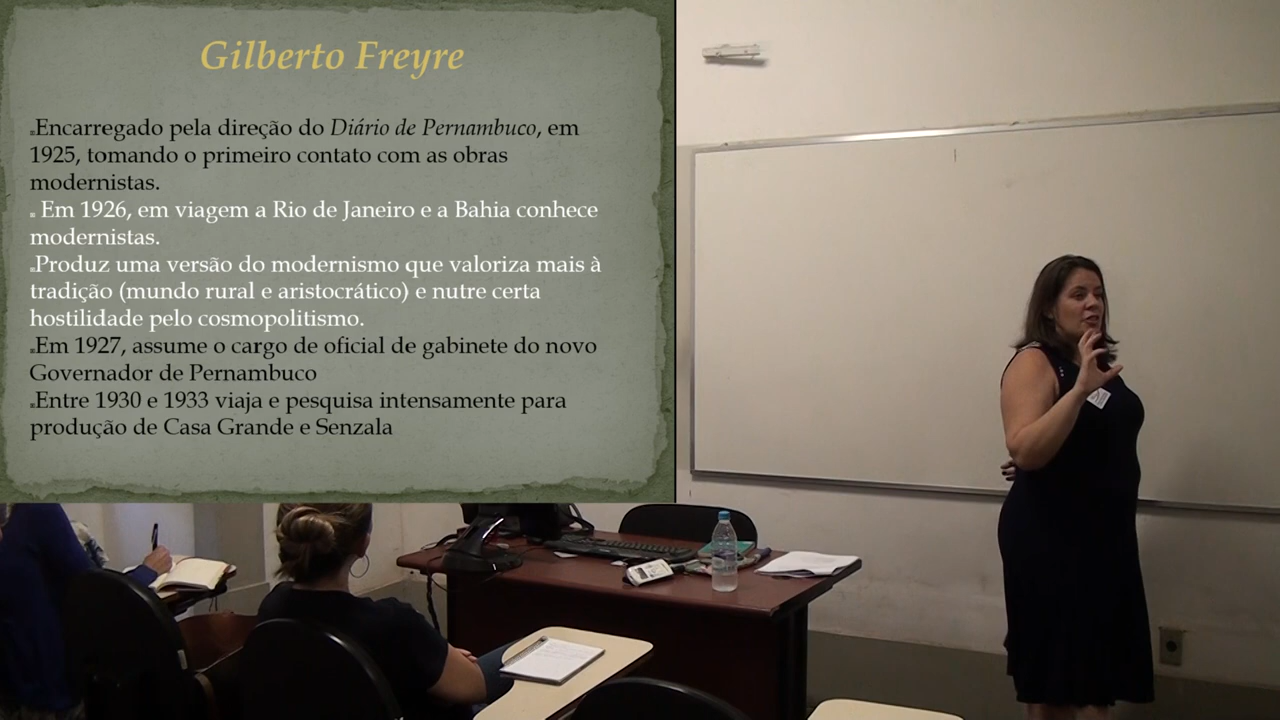 Gilberto Freyre
Encarregado pela direção do Diário de Pernambuco, em
1925, tomando o primeiro contato com as obras
modernistas.
Em 1926, em viagem a Rio de Janeiro e a Bahia conhece
modernistas.
Produz uma versão do modernismo que valoriza mais à
tradição (mundo rural e aristocrático) e nutre certa
hostilidade pelo cosmopolitismo.
Em 1927, assume o cargo de oficial de gabinete do novo
Governador de Pernambuco
Entre 1930 e 1933 viaja e pesquisa intensamente para
produção de Casa Grande e Senzala